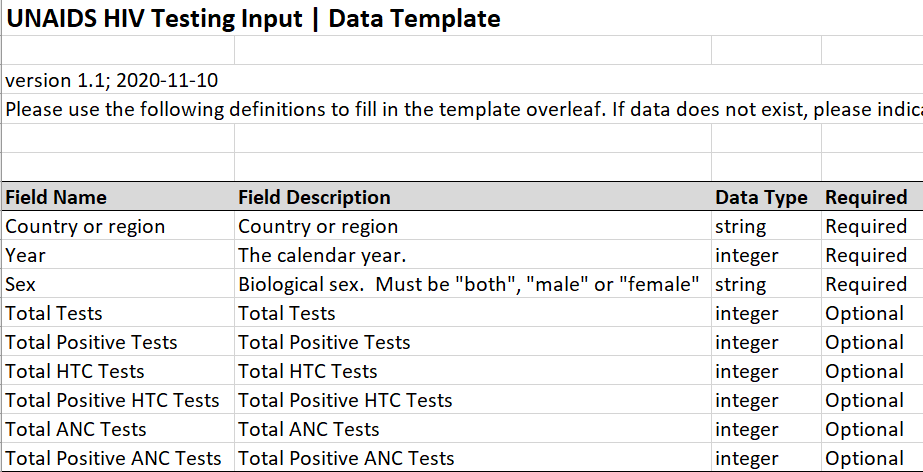 UNAIDS HIV Testing Input | Data Template
version 1.1; 2020-11-10
Please use the following definitions to fill in the template overleaf. If data does not exist, please indica
Field Name Field Description Data Type Required
Country or region Country or region string Required
Year The calendar year. integer Required
Sex Biological sex.  Must be "both", "male" or "female" string Required
Total Tests Total Tests integer Optional
Total Positive Tests Total Positive Tests integer Optional
Total HTC Tests Total HTC Tests integer Optional
Total Positive HTC Tests Total Positive HTC Tests integer Optional
Total ANC Tests Total ANC Tests integer Optional
Total Positive ANC Tests Total Positive ANC Tests integer Optional